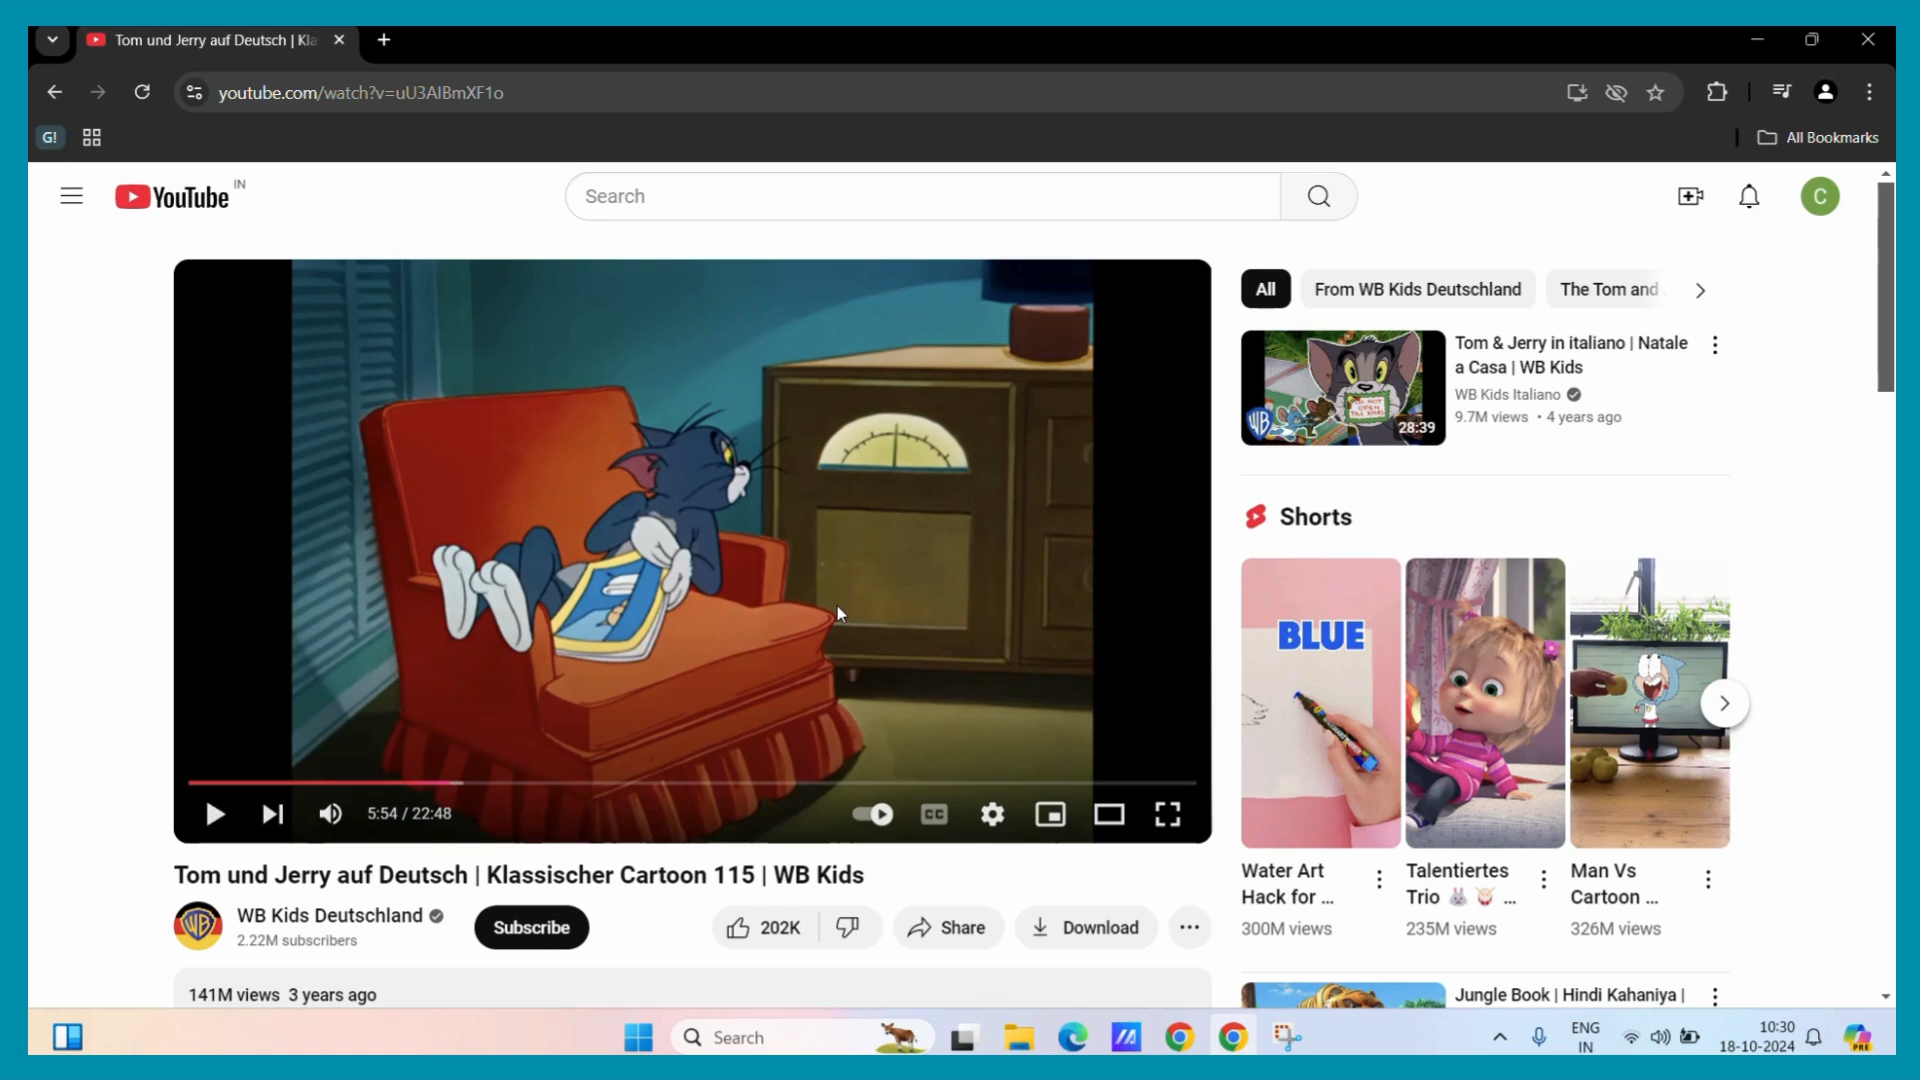 Tom und Jerry auf Deutsch | Kla
youtube.com/watch?v=uU3AlBmXF1o
G!
All Bookmarks
YouTube IN
Search
C
All
From WB Kids Deutschland
The Tom and
Tom & Jerry in italiano | Natale
a Casa | WB Kids
WB Kids Italiano
9.7M views • 4 years ago
28:39
WB
Shorts
BLUE
5:54 / 22:48
CC
Tom und Jerry auf Deutsch | Klassischer Cartoon 115 | WB Kids
WB Kids Deutschland
2.22M subscribers
Subscribe
202K
Share
Download
Water Art
Hack for ...
300M views
Talentiertes
Trio 🐰 🥁 ...
235M views
Man Vs
Cartoon ...
326M views
141M views 3 years ago
Jungle Book | Hindi Kahaniya |
Search
ENG
IN
10:30
18-10-2024
PRE